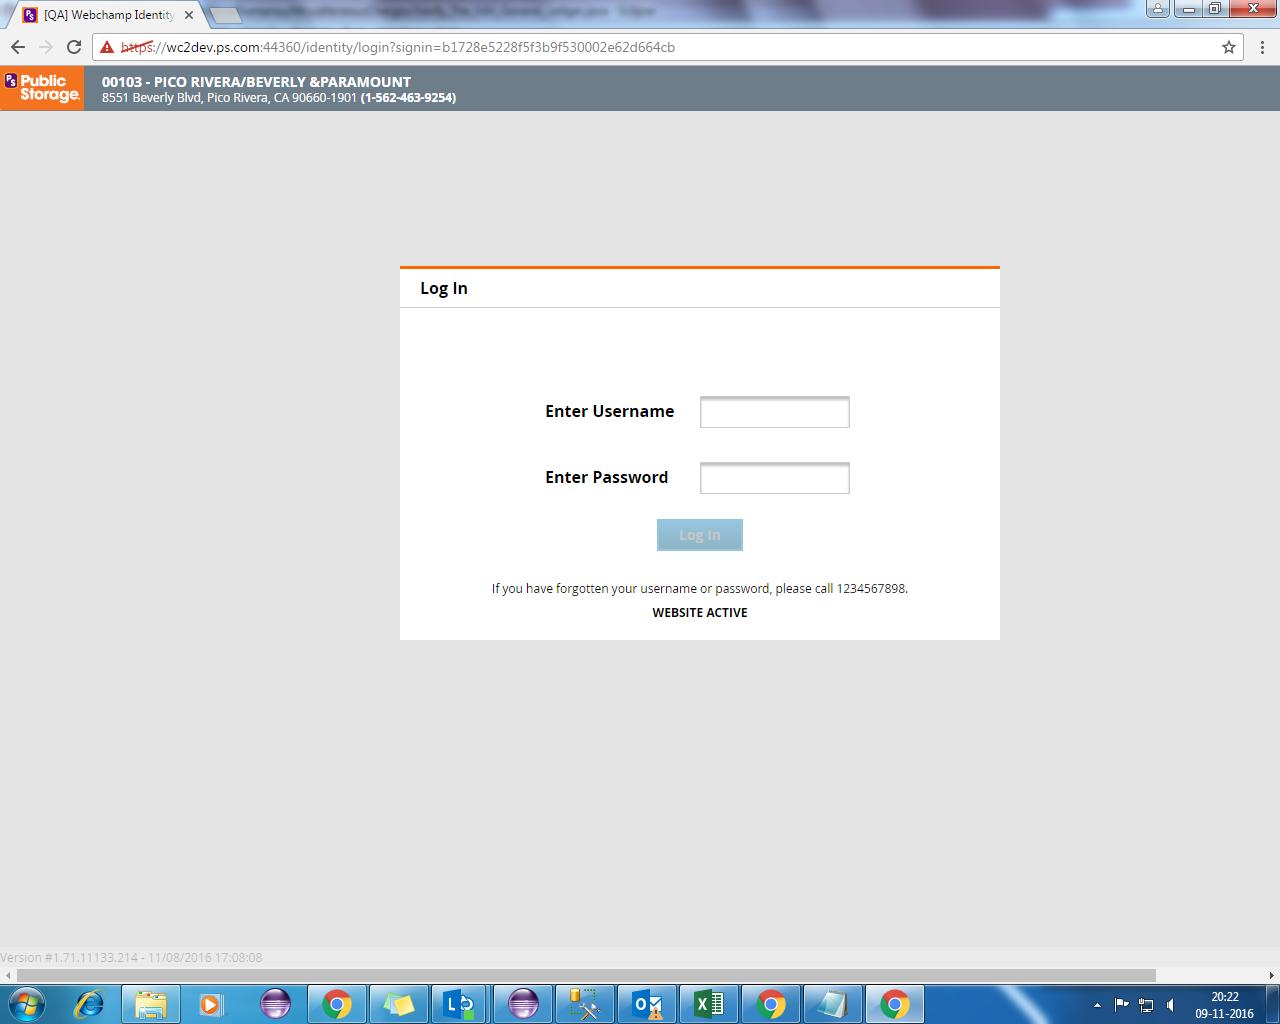 [QA] Webchamp Identity
https://wc2dev.ps.com:44360/identity/login?signin=b1728e5228f5f3b9f530002e62d664cb
PS Public Storage.
00103 - PICO RIVERA/BEVERLY &PARAMOUNT
8551 Beverly Blvd, Pico Rivera, CA 90660-1901 (1-562-463-9254)
Log In
Enter Username
Enter Password
Log In
If you have forgotten your username or password, please call 1234567898.
WEBSITE ACTIVE
Version #1.71.11133.214 - 11/08/2016 17:08:08
20:22
09-11-2016